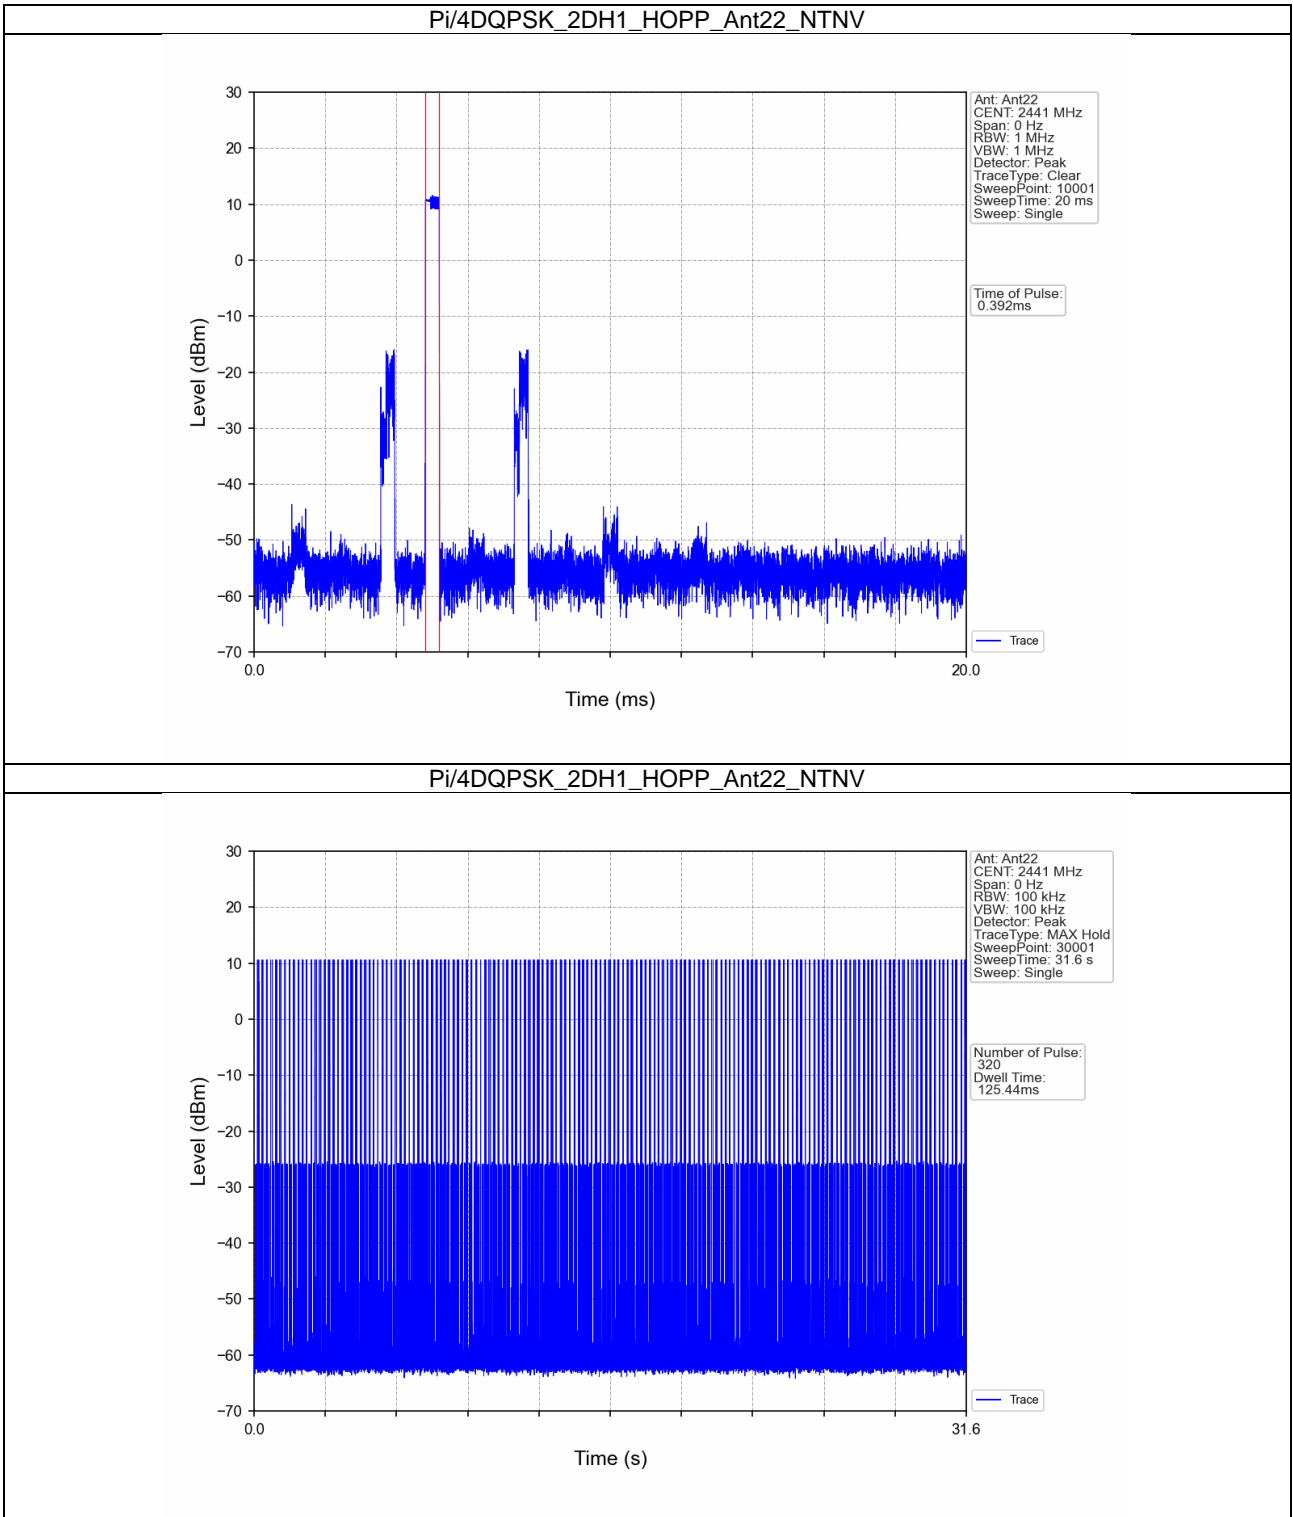 Pi/4DQPSK_2DH1_HOPP_Ant22_NTNV
30
20
10
0
−10
−20
−30
−40
−50
−60
−70
Level (dBm)
0.0
20.0
Time (ms)
Ant: Ant22
CENT: 2441 MHz
Span: 0 Hz
RBW: 1 MHz
VBW: 1 MHz
Detector: Peak
TraceType: Clear
SweepPoint: 10001
SweepTime: 20 ms
Sweep: Single
Time of Pulse:
0.392ms
Trace
Pi/4DQPSK_2DH1_HOPP_Ant22_NTNV
30
20
10
0
−10
−20
−30
−40
−50
−60
−70
Level (dBm)
0.0
31.6
Time (s)
Ant: Ant22
CENT: 2441 MHz
Span: 0 Hz
RBW: 100 kHz
VBW: 100 kHz
Detector: Peak
TraceType: MAX Hold
SweepPoint: 30001
SweepTime: 31.6 s
Sweep: Single
Number of Pulse:
320
Dwell Time:
125.44ms
Trace